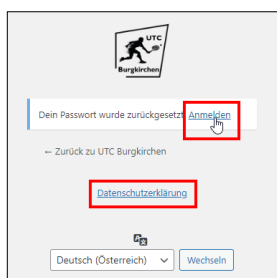 UTC
Burgkirchen
Dein Passwort wurde zurückgesetzt. Anmelden
← Zurück zu UTC Burgkirchen
Datenschutzerklärung
Deutsch (Österreich)
Wechseln